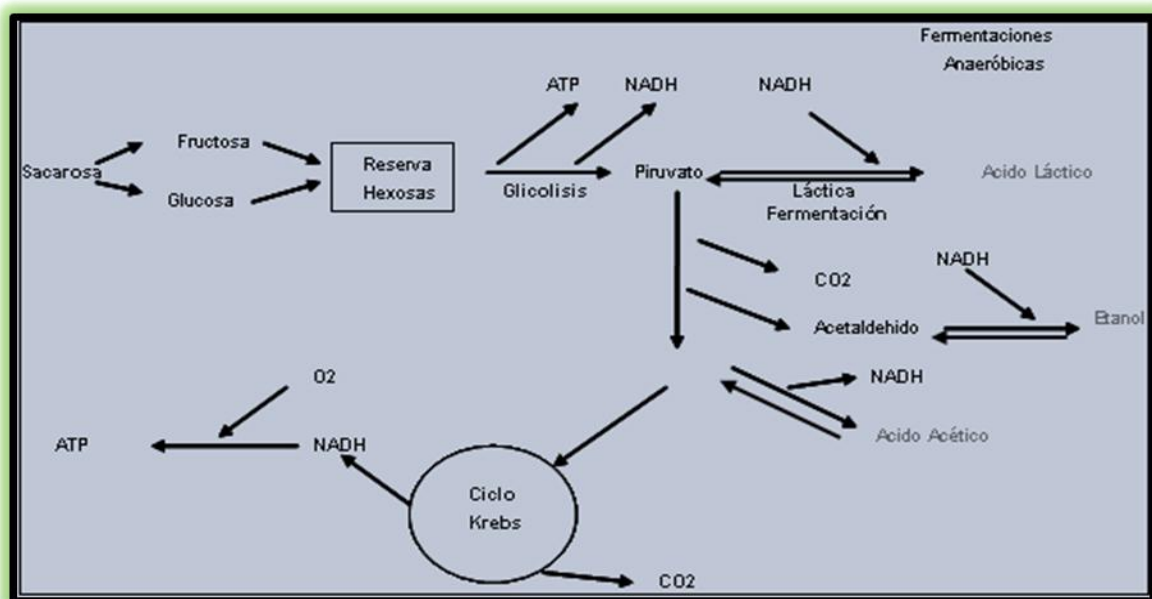 Fermentaciones
Anaeróbicas
ATP
NADH
NADH
Fructosa
Sacarosa
Glucosa
Reserva
Hexosas
Glicolisis
Piruvato
Láctica
Fermentación
Acido Láctico
CO2
NADH
Acetaldehido
Etanol
O2
NADH
ATP
NADH
Acido Acético
Ciclo
Krebs
CO2